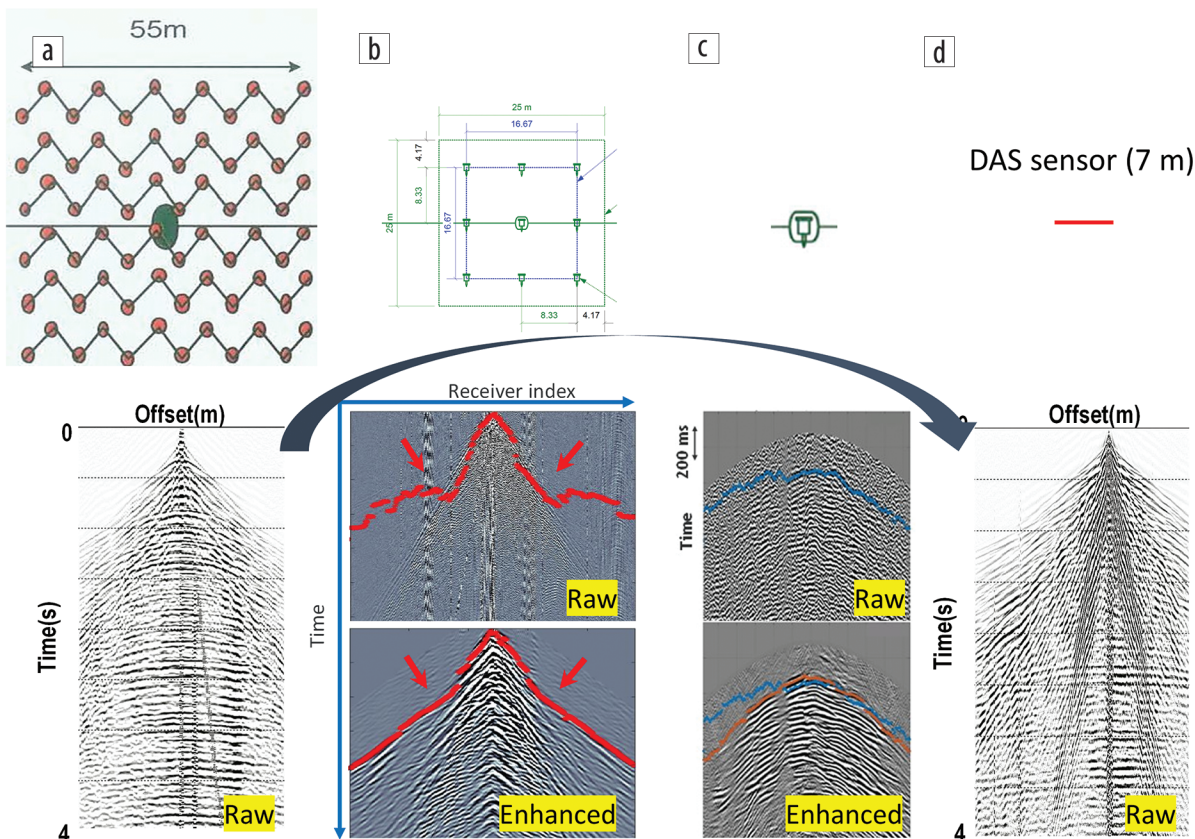 a
55m
b
25 m
16.67
4.17
8.33
25 m
16.67
8.33
4.17
c
d
DAS sensor (7 m)
Offset(m)
0
Time(s)
4
Raw
Receiver index
Time
Raw
Enhanced
200 ms
Time
Raw
Enhanced
Offset(m)
Time(s)
4
Raw